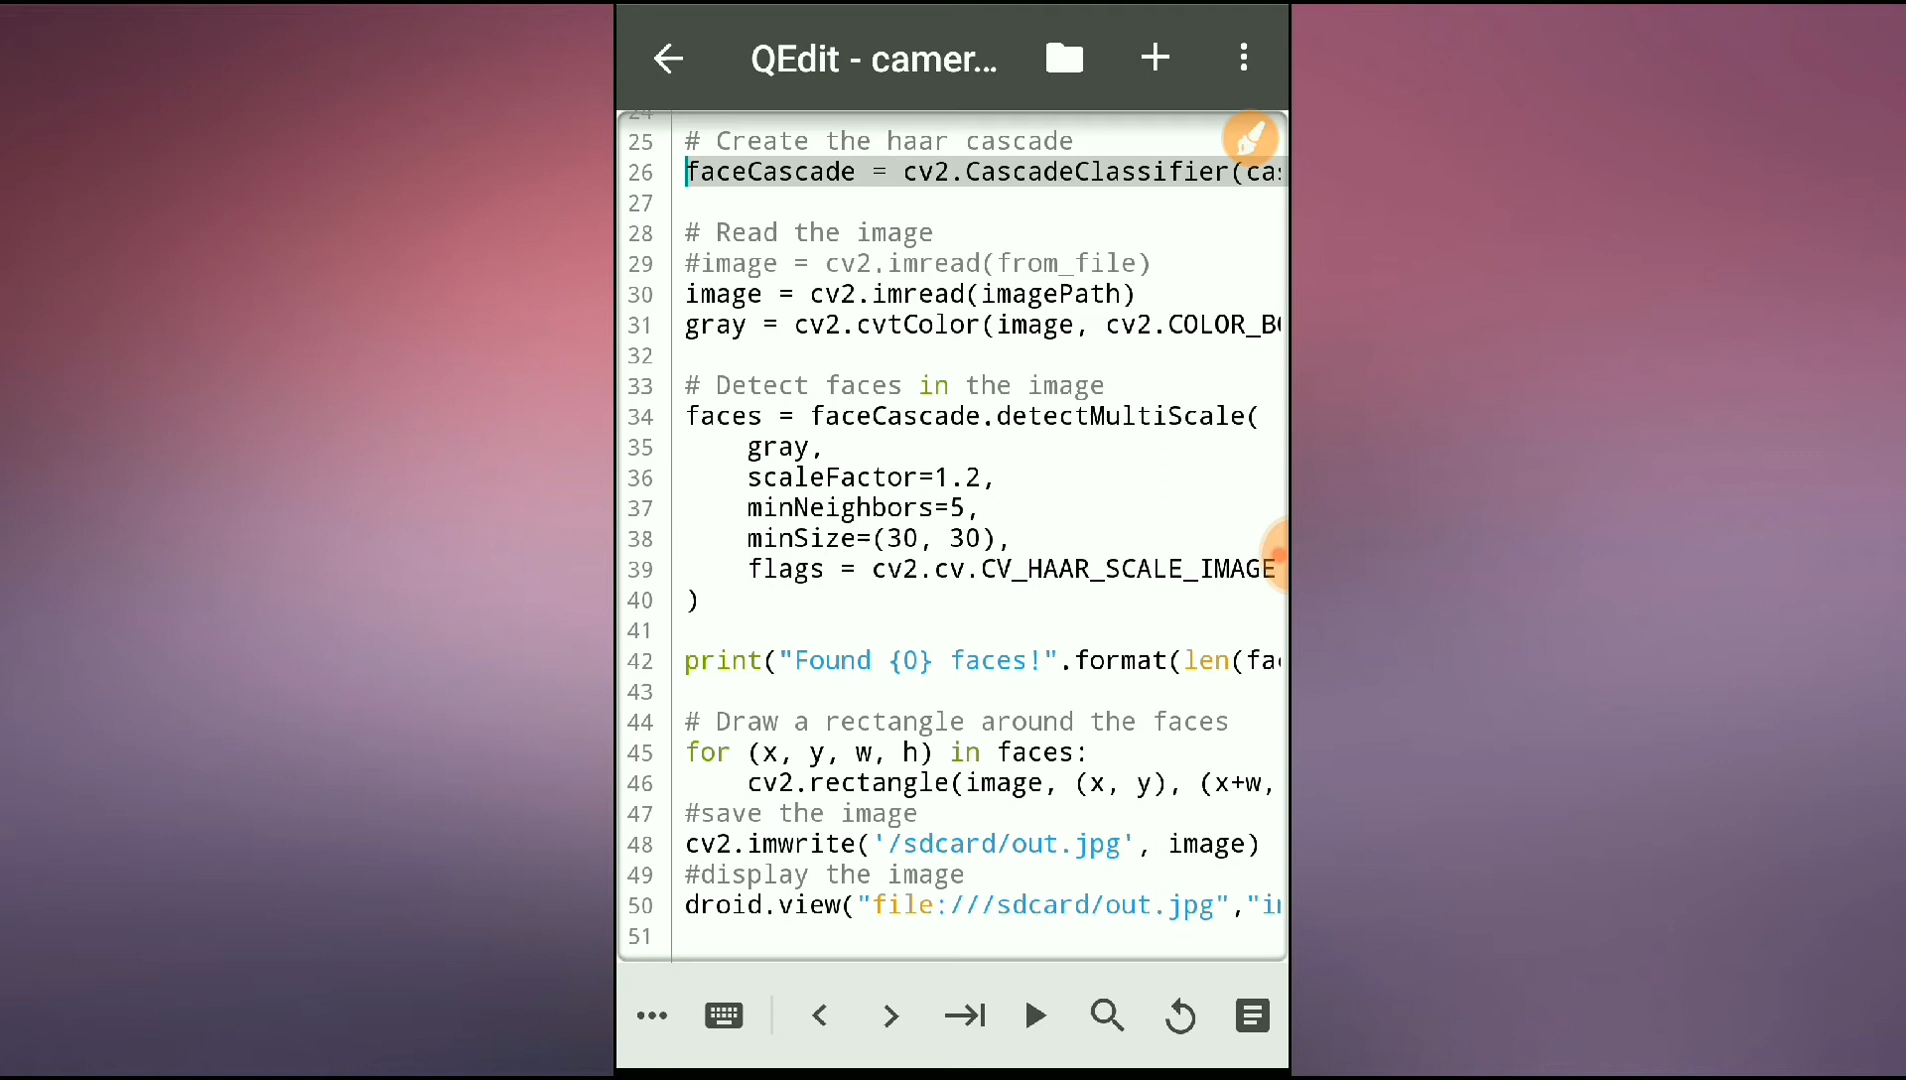 QEdit - camer...
24
25 # Create the haar cascade
26 faceCascade = cv2.CascadeClassifier(cas
27
28 # Read the image
29 #image = cv2.imread(from_file)
30 image = cv2.imread(imagePath)
31 gray = cv2.cvtColor(image, cv2.COLOR_BG
32
33 # Detect faces in the image
34 faces = faceCascade.detectMultiScale(
35 gray,
36 scaleFactor=1.2,
37 minNeighbors=5,
38 minSize=(30, 30),
39 flags = cv2.cv.CV_HAAR_SCALE_IMAGE
40 )
41
42 print("Found {0} faces!".format(len(fac
43
44 # Draw a rectangle around the faces
45 for (x, y, w, h) in faces:
46 cv2.rectangle(image, (x, y), (x+w,
47 #save the image
48 cv2.imwrite('/sdcard/out.jpg', image)
49 #display the image
50 droid.view("file:///sdcard/out.jpg","i
51